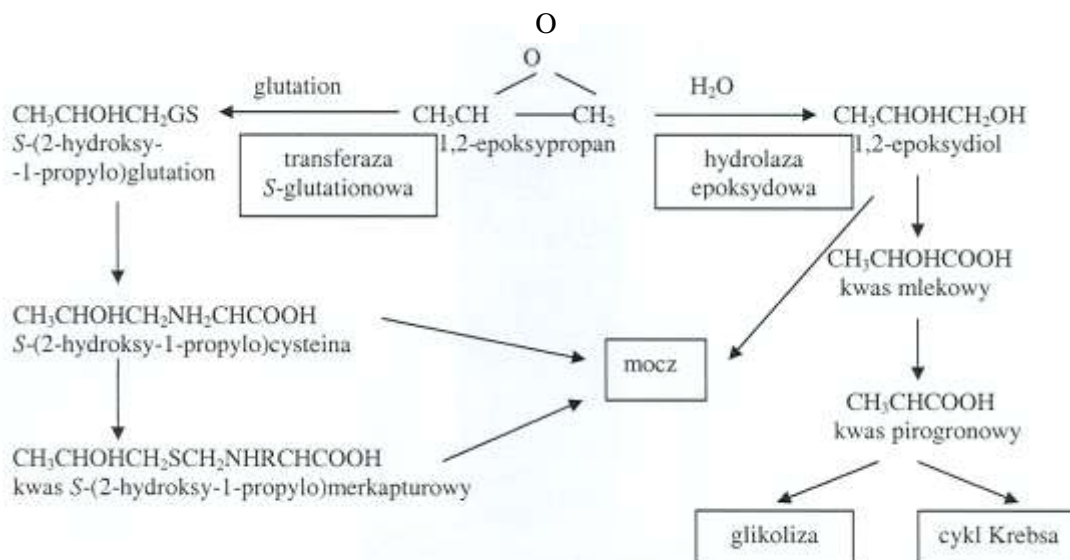 O
O
glutation
H₂O
CH₃CHOHCH₂GS
CH₃CH
CH₂
CH₃CHOHCH₂OH
S-(2-hydroksy-
-1-propylo)glutation
1,2-epoksypropan
1,2-epoksydiol
transferaza
S-glutationowa
hydrolaza
epoksydowa
CH₃CHOHCOOH
kwas mlekowy
CH₃CHOHCH₂NH₂CHCOOH
S-(2-hydroksy-1-propylo)cysteina
mocz
CH₃CHCOOH
kwas pirogronowy
CH₃CHOHCH₂SCH₂NHRCHCOOH
kwas S-(2-hydroksy-1-propylo)merkapturowy
glikoliza
cykl Krebsa